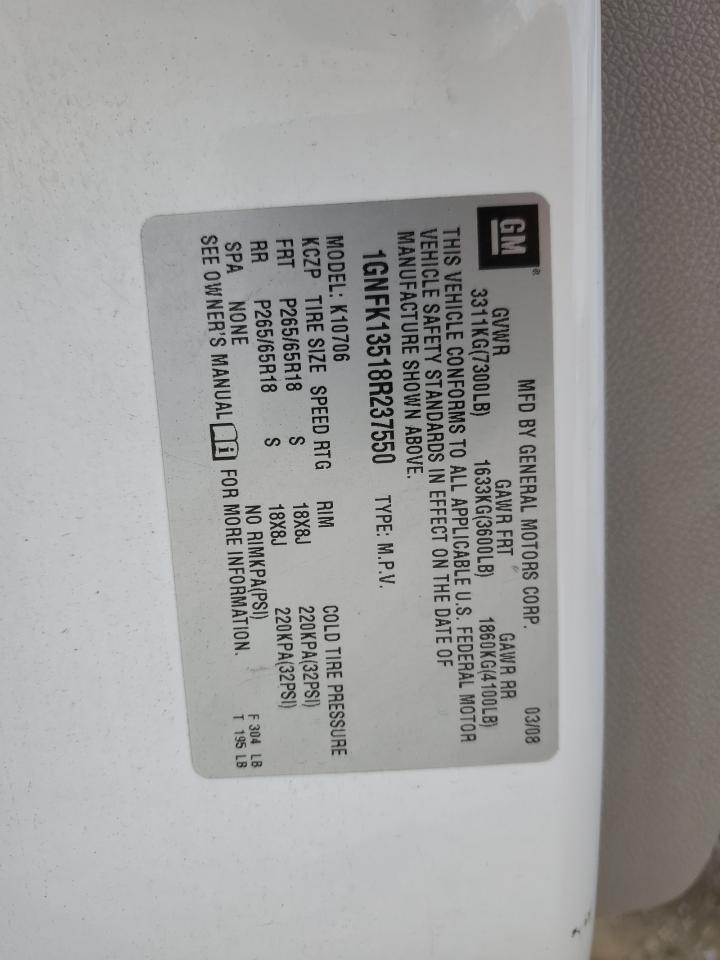 GM ®
MFD BY GENERAL MOTORS CORP. 03/08
GVWR GAWR FRT GAWR RR
3311KG(7300LB) 1633KG(3600LB) 1860KG(4100LB)
THIS VEHICLE CONFORMS TO ALL APPLICABLE U.S. FEDERAL MOTOR
VEHICLE SAFETY STANDARDS IN EFFECT ON THE DATE OF
MANUFACTURE SHOWN ABOVE.
1GNFK13518R237550 TYPE: M.P.V.
MODEL: K10706
KCZP TIRE SIZE SPEED RTG RIM COLD TIRE PRESSURE
FRT P265/65R18 S 18X8J 220KPA(32PSI)
RR P265/65R18 S 18X8J 220KPA(32PSI)
SPA NONE NO RIMKPA(PSI) F 304 LB
SEE OWNER'S MANUAL i FOR MORE INFORMATION. T 195 LB